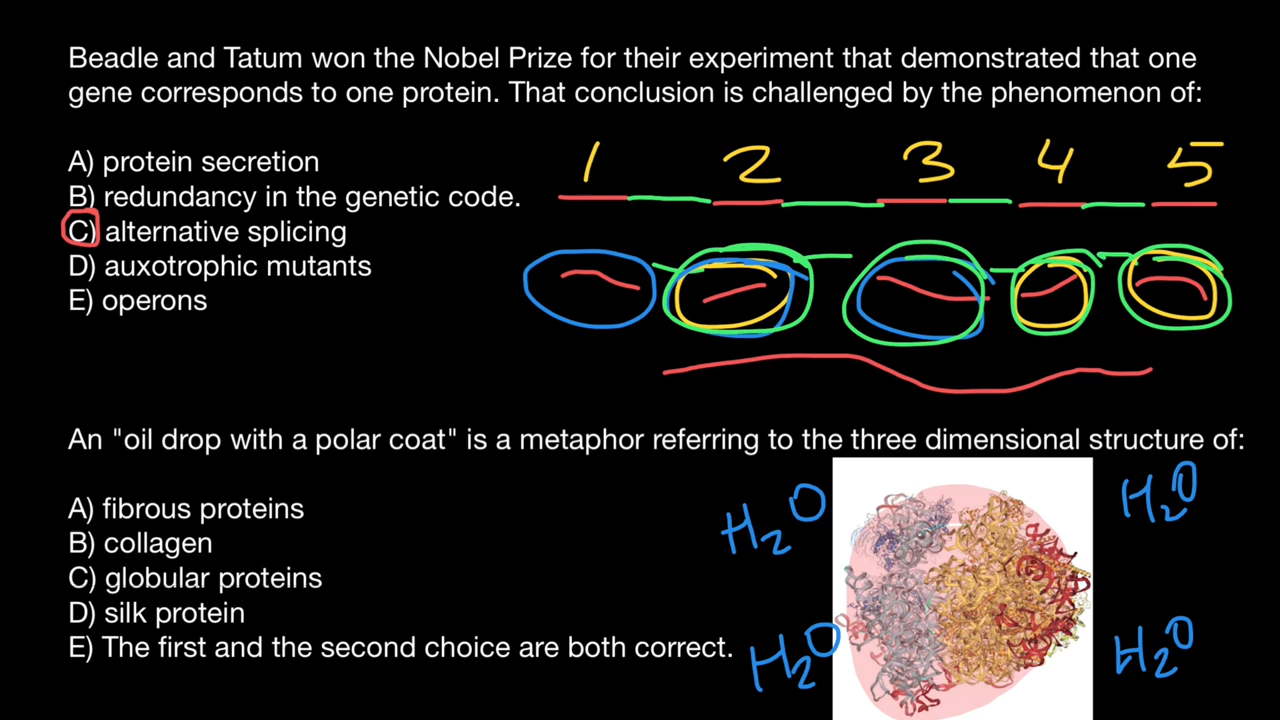 Beadle and Tatum won the Nobel Prize for their experiment that demonstrated that one
gene corresponds to one protein. That conclusion is challenged by the phenomenon of:
A) protein secretion
B) redundancy in the genetic code.
C) alternative splicing
D) auxotrophic mutants
E) operons
1 2 3 4 5
An "oil drop with a polar coat" is a metaphor referring to the three dimensional structure of:
A) fibrous proteins
B) collagen
C) globular proteins
D) silk protein
E) The first and the second choice are both correct.
H2O
H2O
H2O
H2O